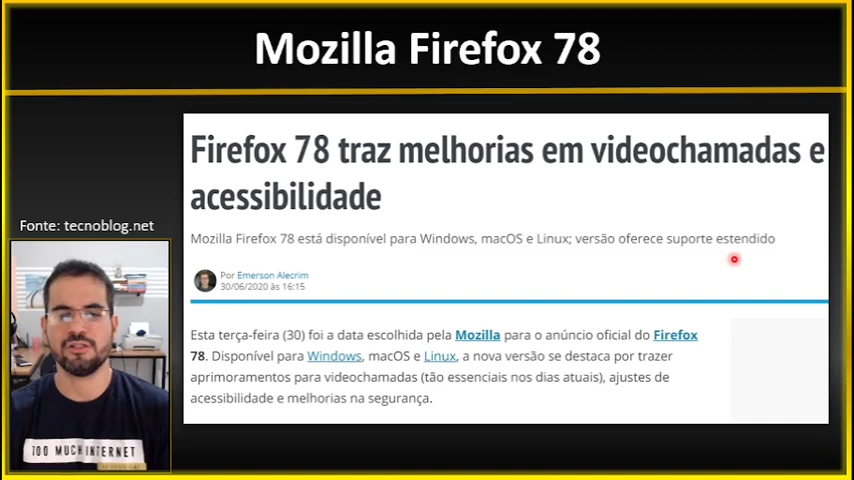 Mozilla Firefox 78
Firefox 78 traz melhorias em videochamadas e
acessibilidade
Mozilla Firefox 78 está disponível para Windows, macOS e Linux; versão oferece suporte estendido
Por Emerson Alecrim
30/06/2020 às 16:15
Esta terça-feira (30) foi a data escolhida pela Mozilla para o anúncio oficial do Firefox
78. Disponível para Windows, macOS e Linux, a nova versão se destaca por trazer
aprimoramentos para videochamadas (tão essenciais nos dias atuais), ajustes de
acessibilidade e melhorias na segurança.
Fonte: tecnoblog.net
TOO MUCH INTERNET